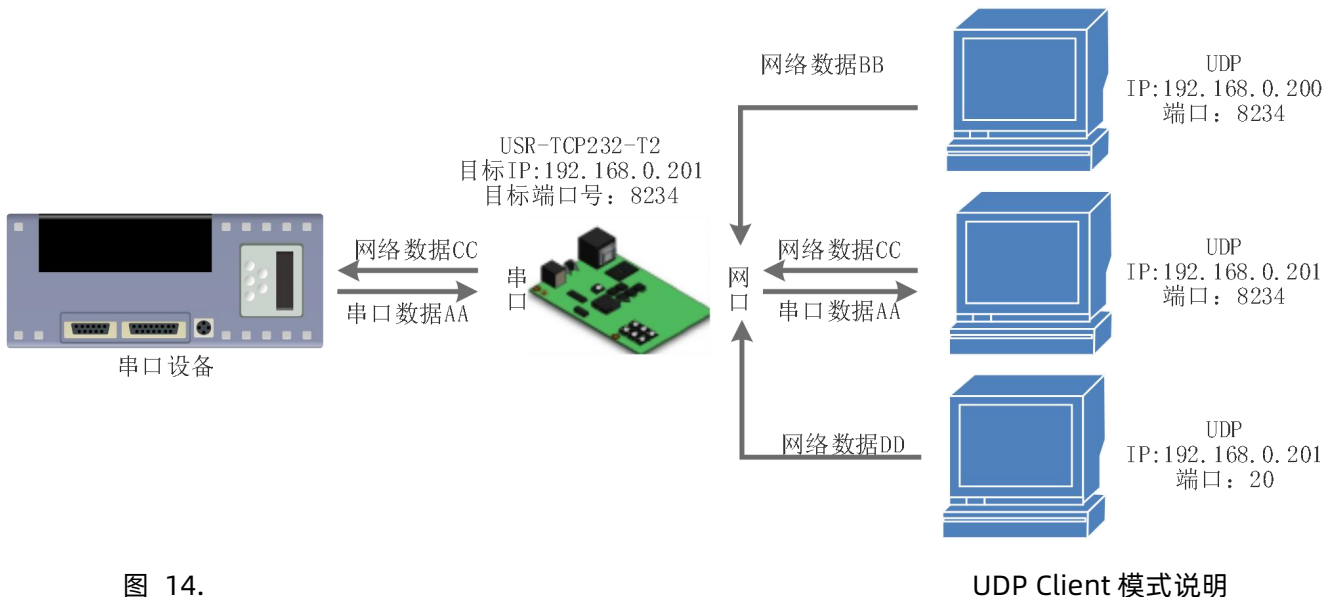 网络数据BB
UDP
IP:192.168.0.200
端口：8234
USR-TCP232-T2
目标IP:192.168.0.201
目标端口号：8234
网络数据CC
串口数据AA
串口
网口
网络数据CC
串口数据AA
UDP
IP:192.168.0.201
端口：8234
串口设备
网络数据DD
UDP
IP:192.168.0.201
端口：20
图 14.
UDP Client 模式说明